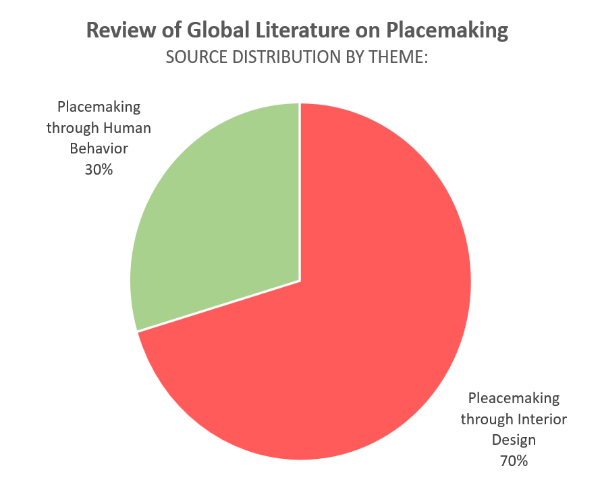 Review of Global Literature on Placemaking
SOURCE DISTRIBUTION BY THEME:
Placemaking
through Human
Behavior
30%
Pleacemaking
through Interior
Design
70%